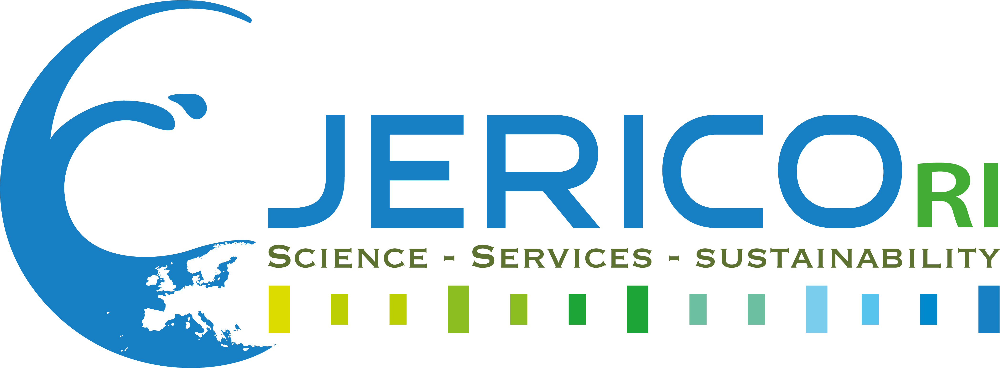 JERICO RI
SCIENCE - SERVICES - SUSTAINABILITY